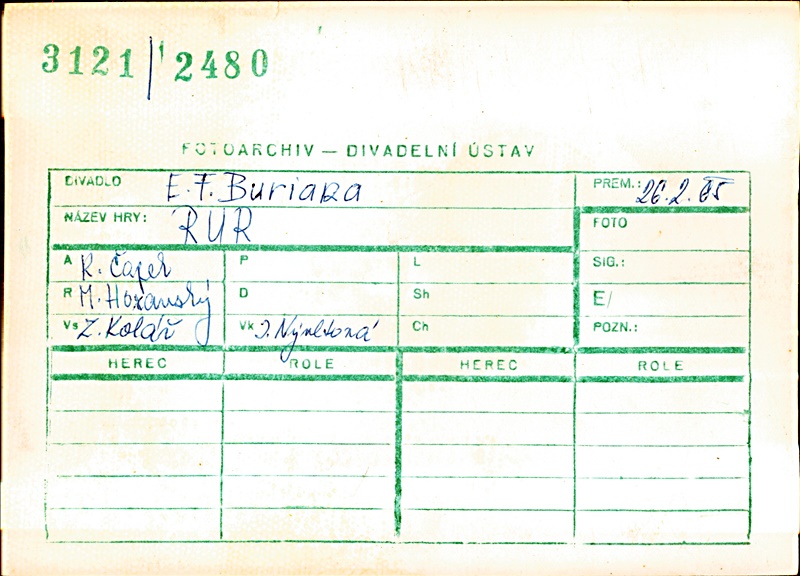 3121 / 2480
FOTOARCHIV — DIVADELNÍ ÚSTAV
DIVADLO E. F. Buriana PREM.: 26.2.85
NÁZEV HRY: RUR FOTO
A K. Čapek P L SIG.:
R M. Horanský D Sh E/
Vs Z. Kolář Vk J. Nývltová Ch POZN.:
HEREC ROLE HEREC ROLE